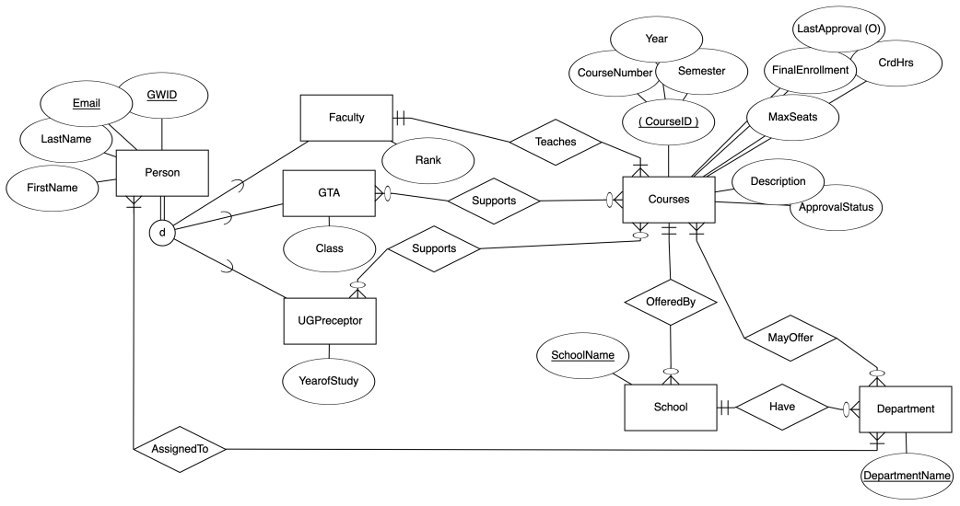 LastApproval (O)
Year
FinalEnrollment
CrdHrs
CourseNumber
Semester
Email
GWID
MaxSeats
Faculty
( CourseID )
LastName
Teaches
Rank
Person
Description
FirstName
GTA
Supports
Courses
ApprovalStatus
d
Class
Supports
OfferedBy
UGPreceptor
MayOffer
SchoolName
YearofStudy
School
Have
Department
AssignedTo
DepartmentName